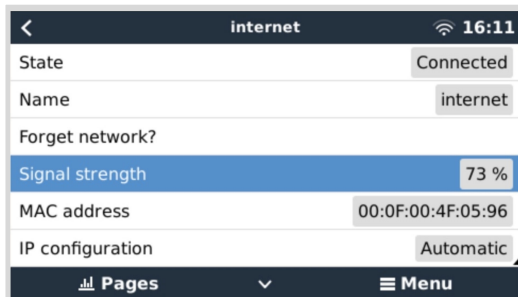 internet 16:11
State Connected
Name internet
Forget network?
Signal strength 73 %
MAC address 00:0F:00:4F:05:96
IP configuration Automatic
Pages Menu